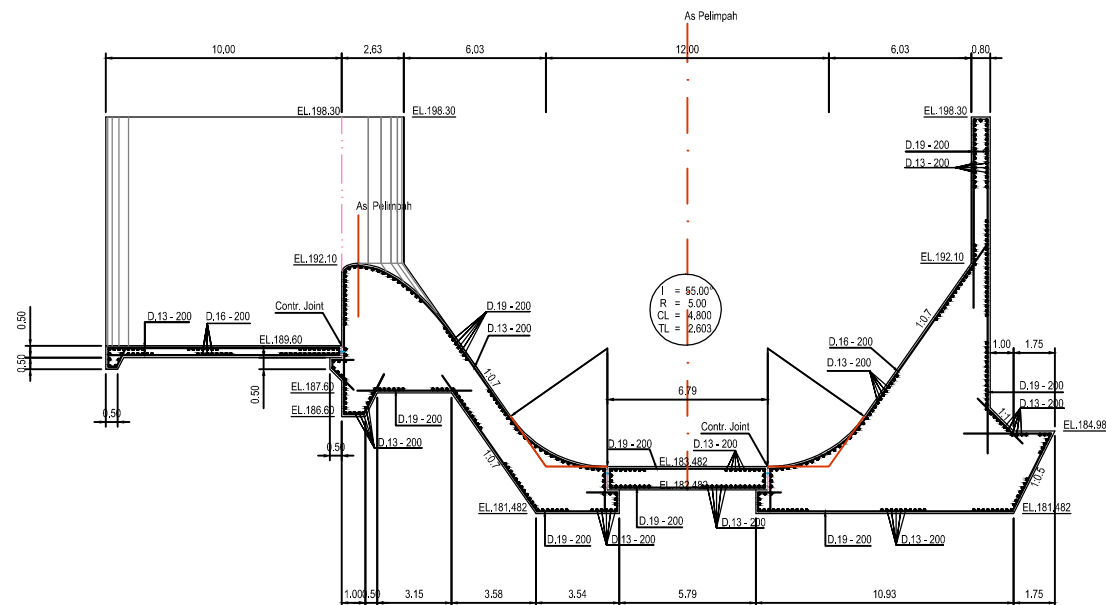 As Pelimpah
10,00
2,63
6,03
12,00
6,03
0,80
EL.198.30
EL.198.30
EL.198.30
D.19 - 200
D.13 - 200
As Pelimpah
EL.192.10
EL.192.10
I = 55.00°
R = 5.00
CL = 4,800
TL = 2,603
Contr. Joint
D.19 - 200
D.13 - 200
0,50
D,13 - 200
D,16 - 200
EL.189.60
1:0.7
D.16 - 200
D.13 - 200
1:0.7
1.00
1.75
0,50
0,50
EL.187.60
EL.186.60
0,50
0,50
D.19 - 200
D,13 - 200
6.79
Contr. Joint
D.19 - 200
D.13 - 200
D.19 - 200
D.13 - 200
1:1
EL.184.98
1:0.7
EL.183.482
EL.182.482
1:0.5
EL.181.482
EL.181.482
D.19 - 200
D.13 - 200
D.19 - 200
D.13 - 200
D.19 - 200
D.13 - 200
1.00
0.50
3.15
3.58
3.54
5.79
10.93
1.75